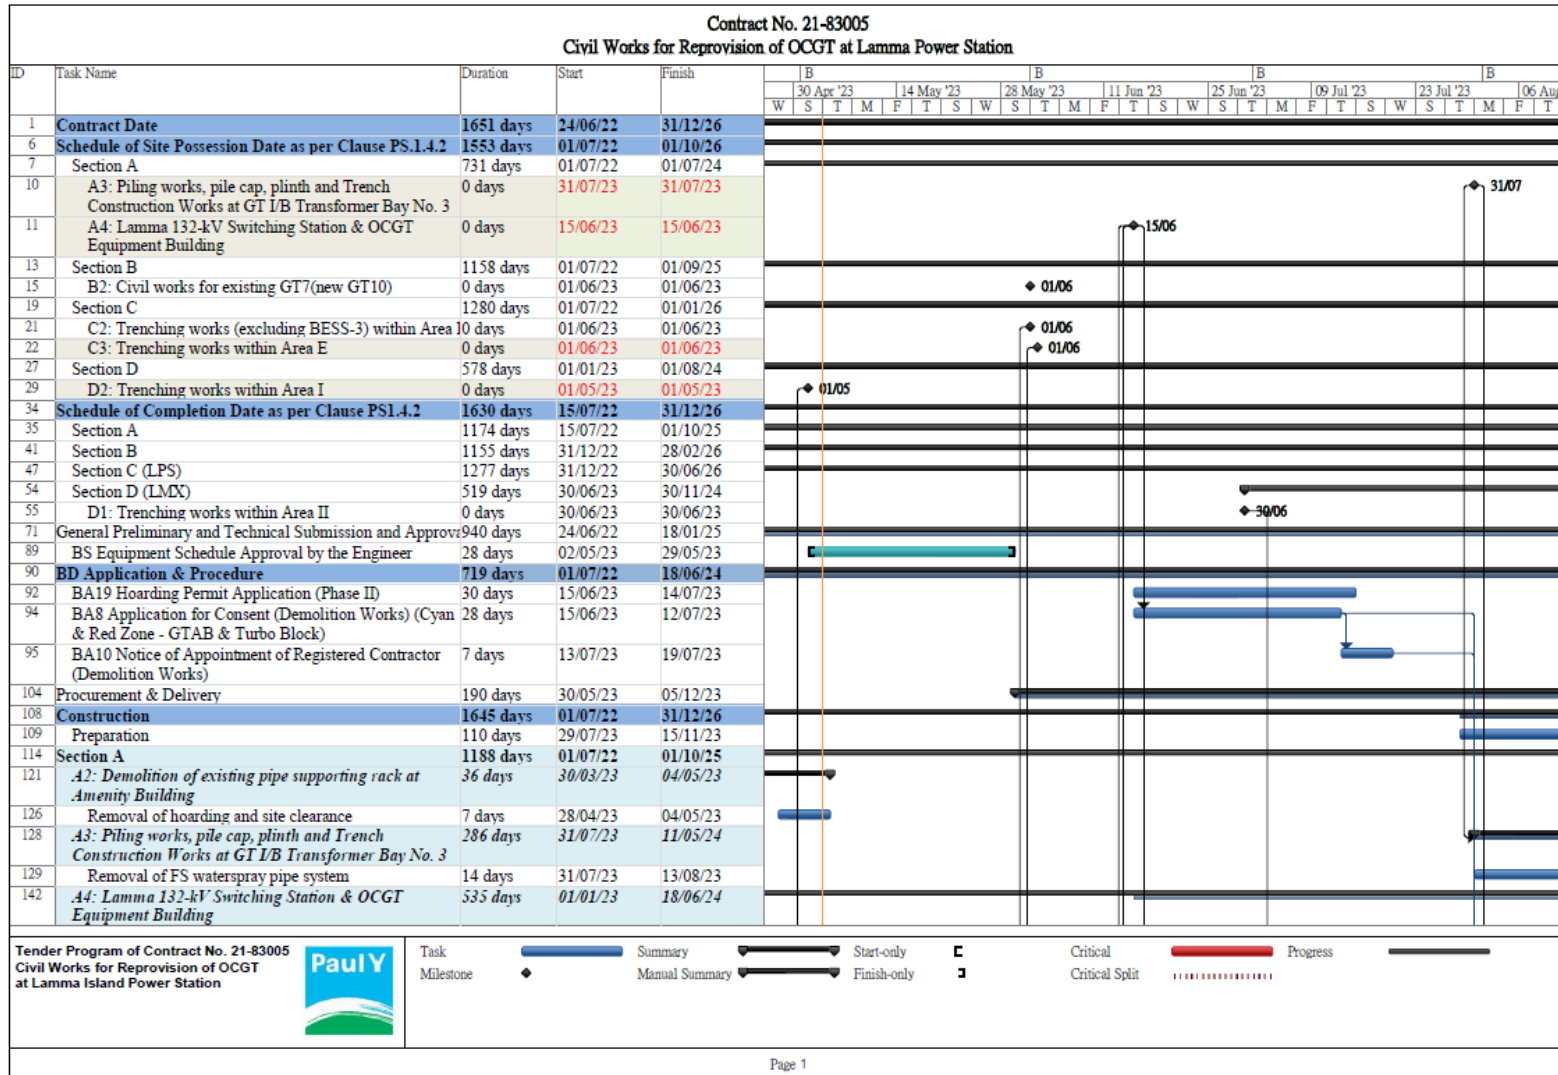 Contract No. 21-83005
Civil Works for Reprovision of OCGT at Lamma Power Station
ID Task Name Duration Start Finish B B B B
30 Apr '23 14 May '23 28 May '23 11 Jun '23 25 Jun '23 09 Jul '23 23 Jul '23 06 Aug
W S T M F T S W S T M F T S W S T M F T S W S T M F T
1 Contract Date 1651 days 24/06/22 31/12/26
6 Schedule of Site Possession Date as per Clause PS.1.4.2 1553 days 01/07/22 01/10/26
7 Section A 731 days 01/07/22 01/07/24
10 A3: Piling works, pile cap, plinth and Trench 0 days 31/07/23 31/07/23 31/07
Construction Works at GT I/B Transformer Bay No. 3
11 A4: Lamma 132-kV Switching Station & OCGT 0 days 15/06/23 15/06/23 15/06
Equipment Building
13 Section B 1158 days 01/07/22 01/09/25
15 B2: Civil works for existing GT7(new GT10) 0 days 01/06/23 01/06/23 01/06
19 Section C 1280 days 01/07/22 01/01/26
21 C2: Trenching works (excluding BESS-3) within Area 0 days 01/06/23 01/06/23 01/06
22 C3: Trenching works within Area E 0 days 01/06/23 01/06/23 01/06
27 Section D 578 days 01/01/23 01/08/24
29 D2: Trenching works within Area I 0 days 01/05/23 01/05/23 01/05
34 Schedule of Completion Date as per Clause PS1.4.2 1630 days 15/07/22 31/12/26
35 Section A 1174 days 15/07/22 01/10/25
41 Section B 1155 days 31/12/22 28/02/26
47 Section C (LPS) 1277 days 31/12/22 30/06/26
54 Section D (LMX) 519 days 30/06/23 30/11/24
55 D1: Trenching works within Area II 0 days 30/06/23 30/06/23 30/06
71 General Preliminary and Technical Submission and Approva 940 days 24/06/22 18/01/25
89 BS Equipment Schedule Approval by the Engineer 28 days 02/05/23 29/05/23
90 BD Application & Procedure 719 days 01/07/22 18/06/24
92 BA19 Hoarding Permit Application (Phase II) 30 days 15/06/23 14/07/23
94 BA8 Application for Consent (Demolition Works) (Cyan 28 days 15/06/23 12/07/23
& Red Zone - GTAB & Turbo Block)
95 BA10 Notice of Appointment of Registered Contractor 7 days 13/07/23 19/07/23
(Demolition Works)
104 Procurement & Delivery 190 days 30/05/23 05/12/23
108 Construction 1645 days 01/07/22 31/12/26
109 Preparation 110 days 29/07/23 15/11/23
114 Section A 1188 days 01/07/22 01/10/25
121 A2: Demolition of existing pipe supporting rack at 36 days 30/03/23 04/05/23
Amenity Building
126 Removal of hoarding and site clearance 7 days 28/04/23 04/05/23
128 A3: Piling works, pile cap, plinth and Trench 286 days 31/07/23 11/05/24
Construction Works at GT I/B Transformer Bay No. 3
129 Removal of FS waterspray pipe system 14 days 31/07/23 13/08/23
142 A4: Lamma 132-kV Switching Station & OCGT 535 days 01/01/23 18/06/24
Equipment Building
Tender Program of Contract No. 21-83005
Civil Works for Reprovision of OCGT
at Lamma Island Power Station
Paul Y
Task Summary Start-only Critical Progress
Milestone Manual Summary Finish-only Critical Split
Page 1